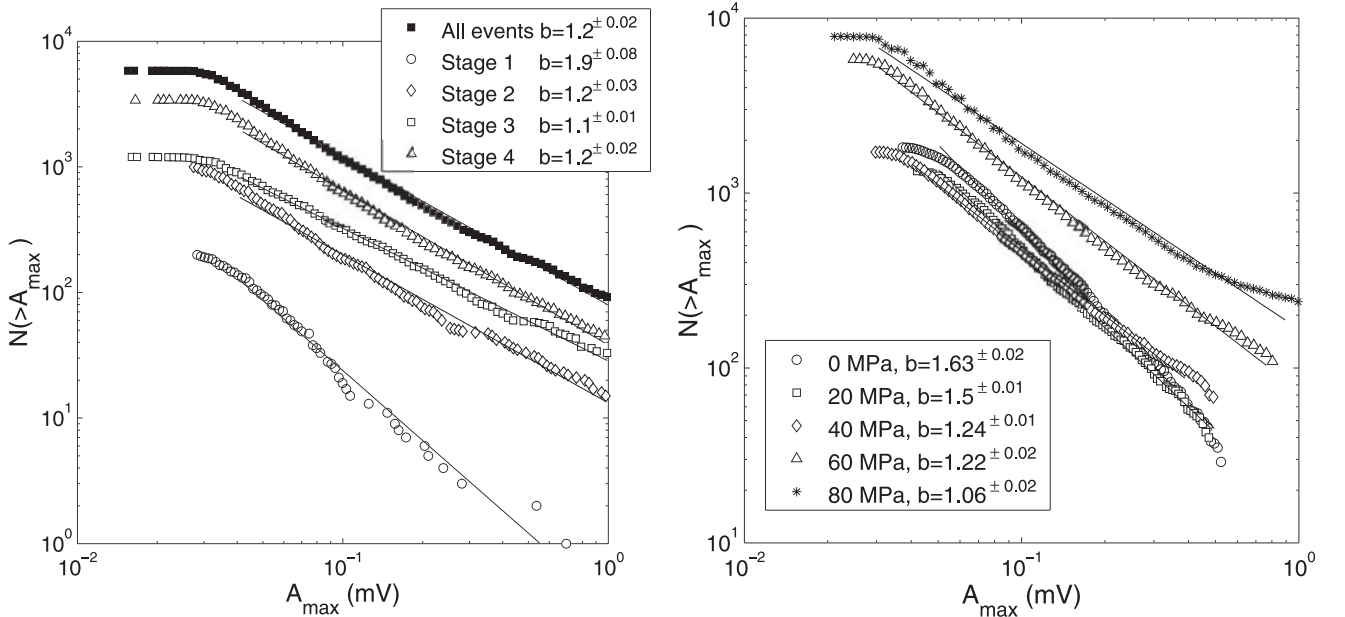 All events b=1.2± 0.02
Stage 1 b=1.9± 0.08
Stage 2 b=1.2± 0.03
Stage 3 b=1.1± 0.01
Stage 4 b=1.2± 0.02
10^5
10^4
10^3
10^2
10^1
10^0
N(>A_max)
10^-2
10^-1
10^0
A_max (mV)
10^4
10^3
10^2
10^1
N(>A_max)
0 MPa, b=1.63± 0.02
20 MPa, b=1.5± 0.01
40 MPa, b=1.24± 0.01
60 MPa, b=1.22± 0.02
80 MPa, b=1.06± 0.02
10^-2
10^-1
10^0
A_max (mV)